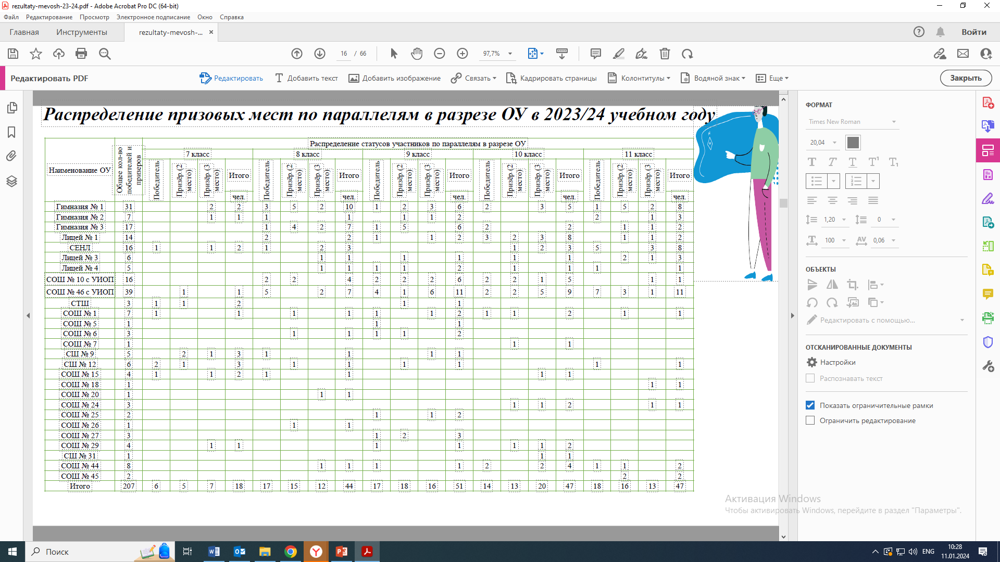 rezultaty-mevosh-23-24.pdf - Adobe Acrobat Pro DC (64-bit)
Файл Редактирование Просмотр Электронное подписание Окно Справка
Главная Инструменты rezultaty-mevosh-... × Войти
16 / 66 97,7%
Редактировать PDF Редактировать Добавить текст Добавить изображение Связать Кадрировать страницы Колонтитулы Водяной знак Еще Закрыть
Распределение призовых мест по параллелям в разрезе ОУ в 2023/24 учебном году
Наименование ОУ Общее кол-во победителей и призеров Распределение статусов участников по параллелям в разрезе ОУ
7 класс 8 класс 9 класс 10 класс 11 класс
Победитель Призёр (2 место) Призёр (3 место) Итого Победитель Призёр (2 место) Призёр (3 место) Итого Победитель Призёр (2 место) Призёр (3 место) Итого Победитель Призёр (2 место) Призёр (3 место) Итого Победитель Призёр (2 место) Призёр (3 место) Итого
чел. чел. чел. чел. чел.
Гимназия № 1 31 2 2 3 5 2 10 1 2 3 6 2 3 5 1 5 2 8
Гимназия № 2 7 1 1 1 1 1 1 2 2 1 3
Гимназия № 3 17 1 4 2 7 1 5 6 2 2 1 1 2
Лицей № 1 14 2 2 1 1 2 3 2 3 8 1 1 2
СЕНЛ 16 1 1 2 1 2 3 1 2 3 5 3 8
Лицей № 3 6 1 1 1 1 1 1 2 1 3
Лицей № 4 5 1 1 1 1 2 1 1 1 1
СОШ № 10 с УИОП 16 2 2 4 2 2 2 6 2 2 1 5 1 1
СОШ № 46 с УИОП 39 1 1 5 2 7 4 1 6 11 2 2 5 9 7 3 1 11
СТШ 3 1 1 2 1 1
СОШ № 1 7 1 1 1 1 1 1 2 1 1 2 1 1
СОШ № 5 1 1 1
СОШ № 6 3 1 1 1 1 2
СОШ № 7 1 1 1
СШ № 9 5 2 1 3 1 1 1 1
СШ № 12 6 2 1 3 1 1 1 1 1 1
СОШ № 15 4 1 1 2 1 1 1 1
СОШ № 18 1 1 1
СОШ № 20 1 1 1
СОШ № 24 3 1 1 2 1 1
СОШ № 25 2 1 1 2
СОШ № 26 1 1 1
СОШ № 27 3 1 2 3
СОШ № 29 4 1 1 1 1 1 1 2
СШ № 31 1 1 1
СОШ № 44 8 1 1 1 1 2 2 4 1 1 2
СОШ № 45 2 2 2
Итого 207 6 5 7 18 17 15 12 44 17 18 16 51 14 13 20 47 18 16 13 47
ФОРМАТ
Times New Roman
20,04
T T T T¹ T₁
1,20 0
100 AV 0,06
ОБЪЕКТЫ
Редактировать с помощью...
ОТСКАНИРОВАННЫЕ ДОКУМЕНТЫ
Настройки
Распознавать текст
Показать ограничительные рамки
Ограничить редактирование
Активация Windows
Чтобы активировать Windows, перейдите в раздел "Параметры".
Поиск
ENG 10:28
11.01.2024